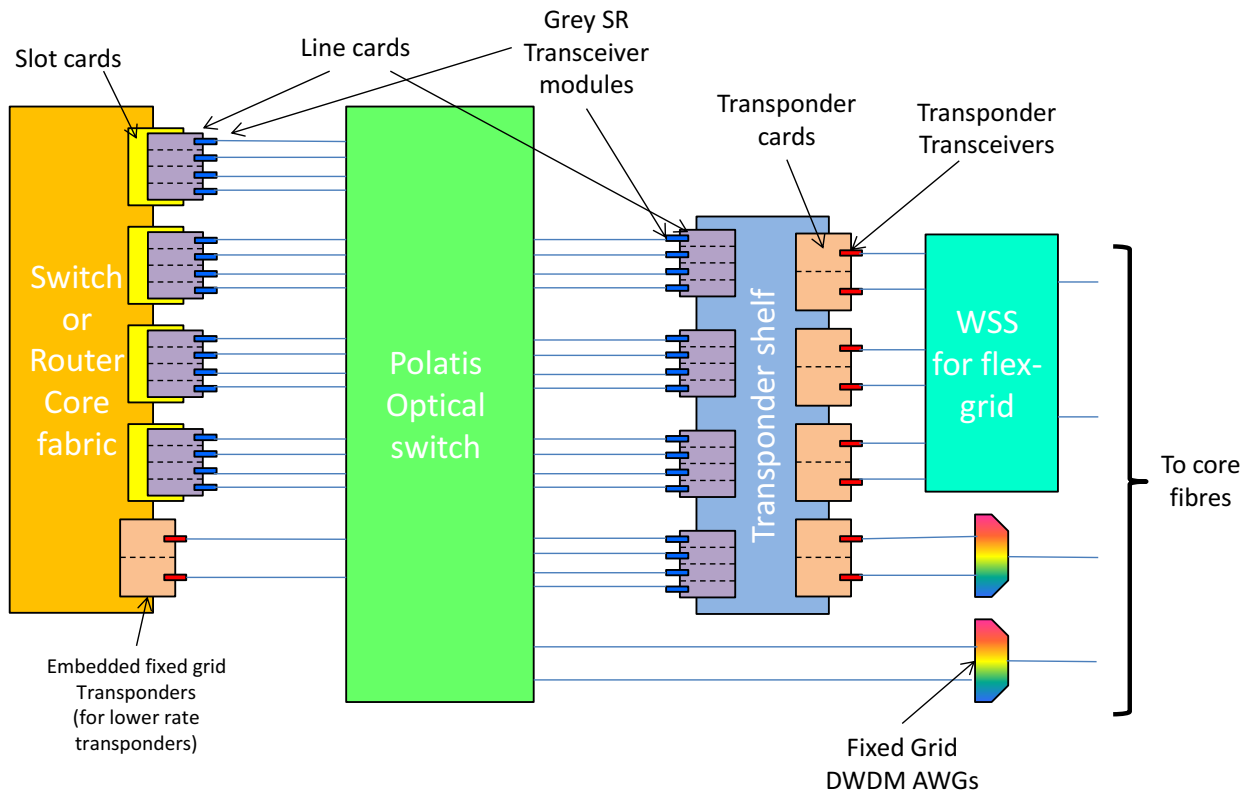 Slot cards
Line cards
Grey SR
Transceiver
modules
Transponder
cards
Transponder
Transceivers
Switch
or
Router
Core
fabric
Polatis
Optical
switch
Transponder shelf
WSS
for flex-
grid
To core
fibres
Embedded fixed grid
Transponders
(for lower rate
transponders)
Fixed Grid
DWDM AWGs